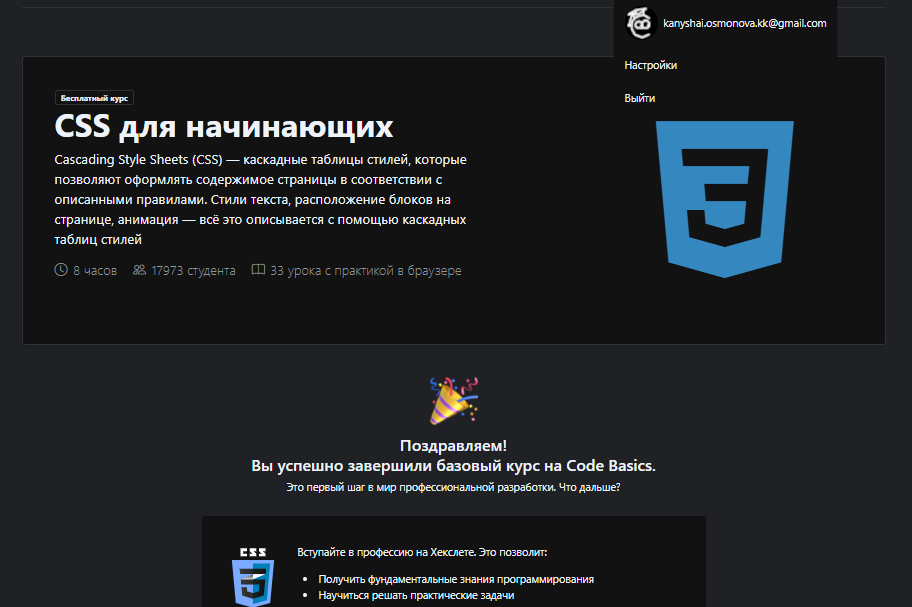 kanyshai.osmonova.kk@gmail.com
Настройки
Выйти
Бесплатный курс
CSS для начинающих
Cascading Style Sheets (CSS) — каскадные таблицы стилей, которые
позволяют оформлять содержимое страницы в соответствии с
описанными правилами. Стили текста, расположение блоков на
странице, анимация — всё это описывается с помощью каскадных
таблиц стилей
8 часов 17973 студента 33 урока с практикой в браузере
Поздравляем!
Вы успешно завершили базовый курс на Code Basics.
Это первый шаг в мир профессиональной разработки. Что дальше?
CSS
Вступайте в профессию на Хекслете. Это позволит:
• Получить фундаментальные знания программирования
• Научиться решать практические задачи